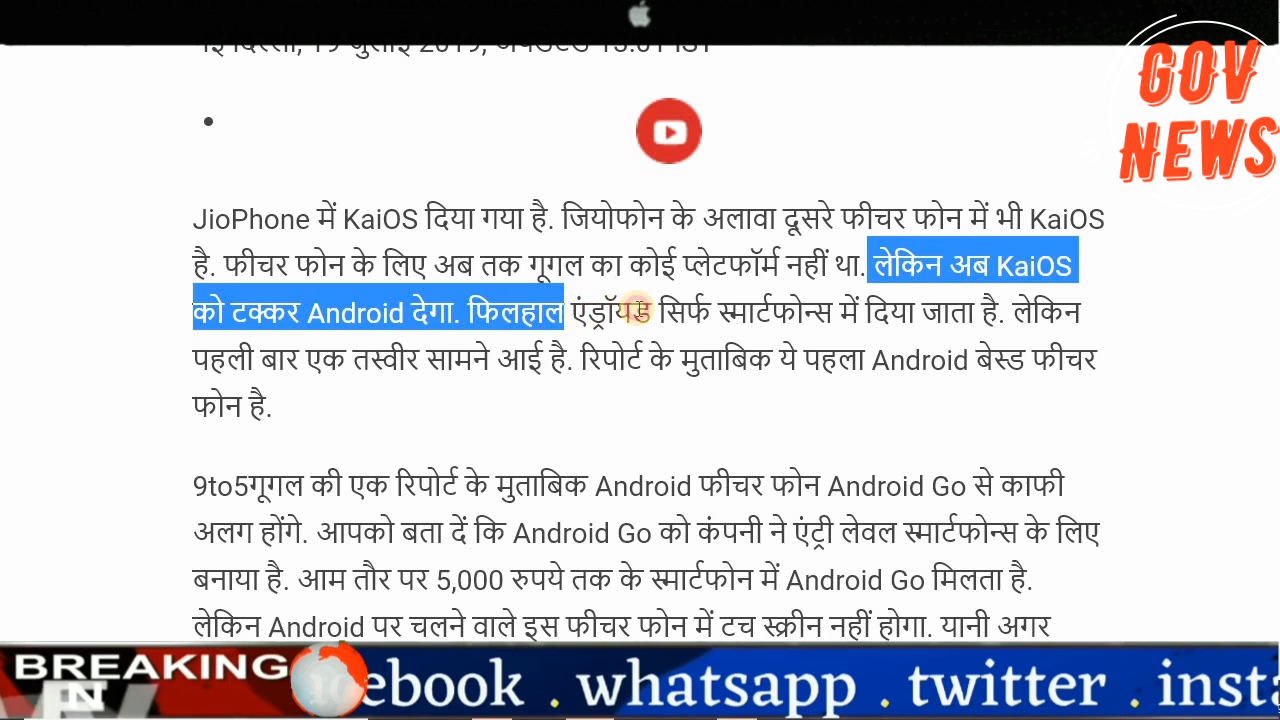 GOV
NEWS
JioPhone में KaiOS दिया गया है. जियोफोन के अलावा दूसरे फीचर फोन में भी KaiOS
है. फीचर फोन के लिए अब तक गूगल का कोई प्लेटफॉर्म नहीं था. लेकिन अब KaiOS
को टक्कर Android देगा. फिलहाल एंड्रॉयड सिर्फ स्मार्टफोन्स में दिया जाता है. लेकिन
पहली बार एक तस्वीर सामने आई है. रिपोर्ट के मुताबिक ये पहला Android बेस्ड फीचर
फोन है.
9to5गूगल की एक रिपोर्ट के मुताबिक Android फीचर फोन Android Go से काफी
अलग होंगे. आपको बता दें कि Android Go को कंपनी ने एंट्री लेवल स्मार्टफोन्स के लिए
बनाया है. आम तौर पर 5,000 रुपये तक के स्मार्टफोन में Android Go मिलता है.
लेकिन Android पर चलने वाले इस फीचर फोन में टच स्क्रीन नहीं होगा. यानी अगर
BREAKING
ebook . whatsapp . twitter . inst